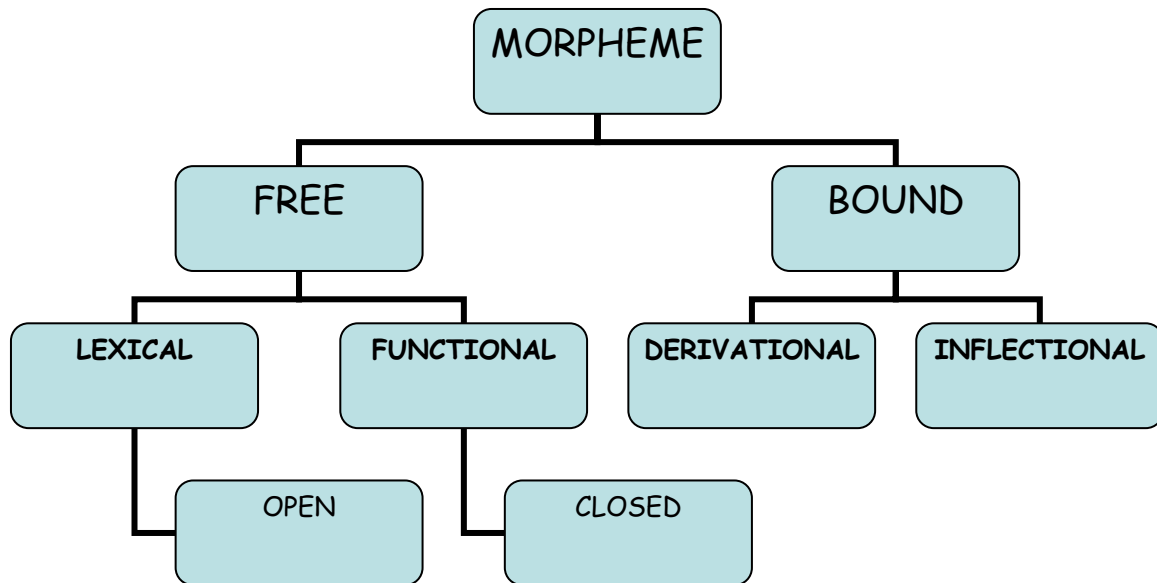 MORPHEME
FREE
BOUND
LEXICAL
FUNCTIONAL
DERIVATIONAL
INFLECTIONAL
OPEN
CLOSED